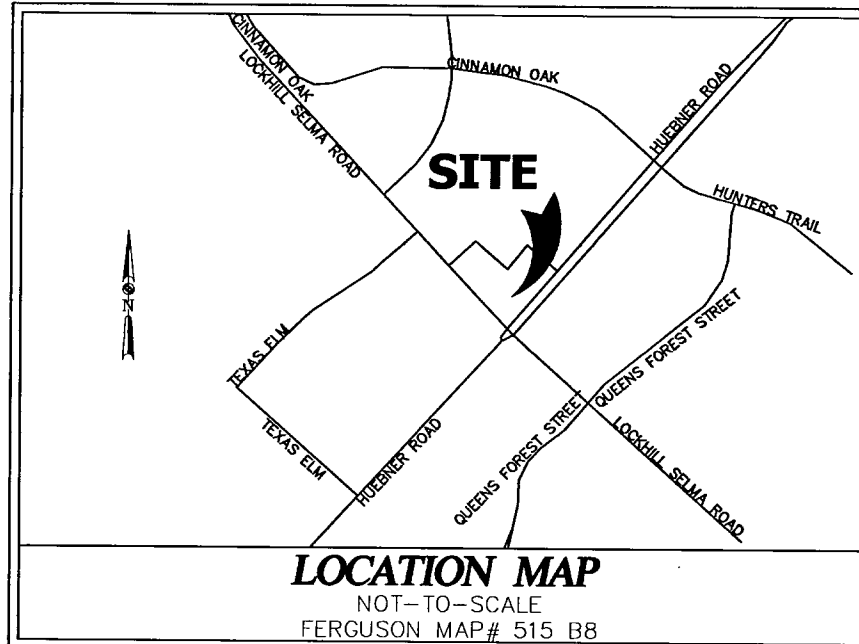 CINNAMON OAK
LOCKHILL SELMA ROAD
CINNAMON OAK
HUEBNER ROAD
SITE
HUNTERS TRAIL
N
TEXAS ELM
QUEENS FOREST STREET
TEXAS ELM
HUEBNER ROAD
QUEENS FOREST STREET
LOCKHILL SELMA ROAD
LOCATION MAP
NOT-TO-SCALE
FERGUSON MAP# 515 B8